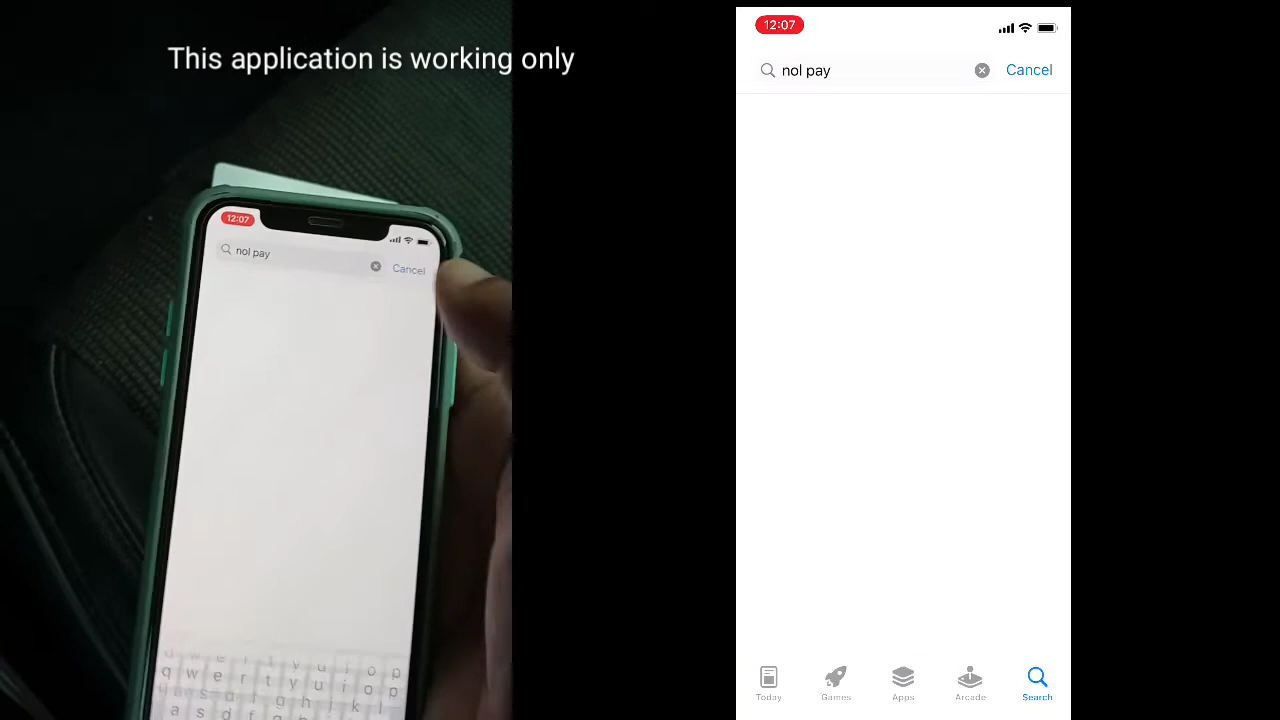 This application is working only
12:07
nol pay
Cancel
q w e r t y u i o p
a s d f g h k l
12:07
nol pay
Cancel
Today
Games
Apps
Arcade
Search